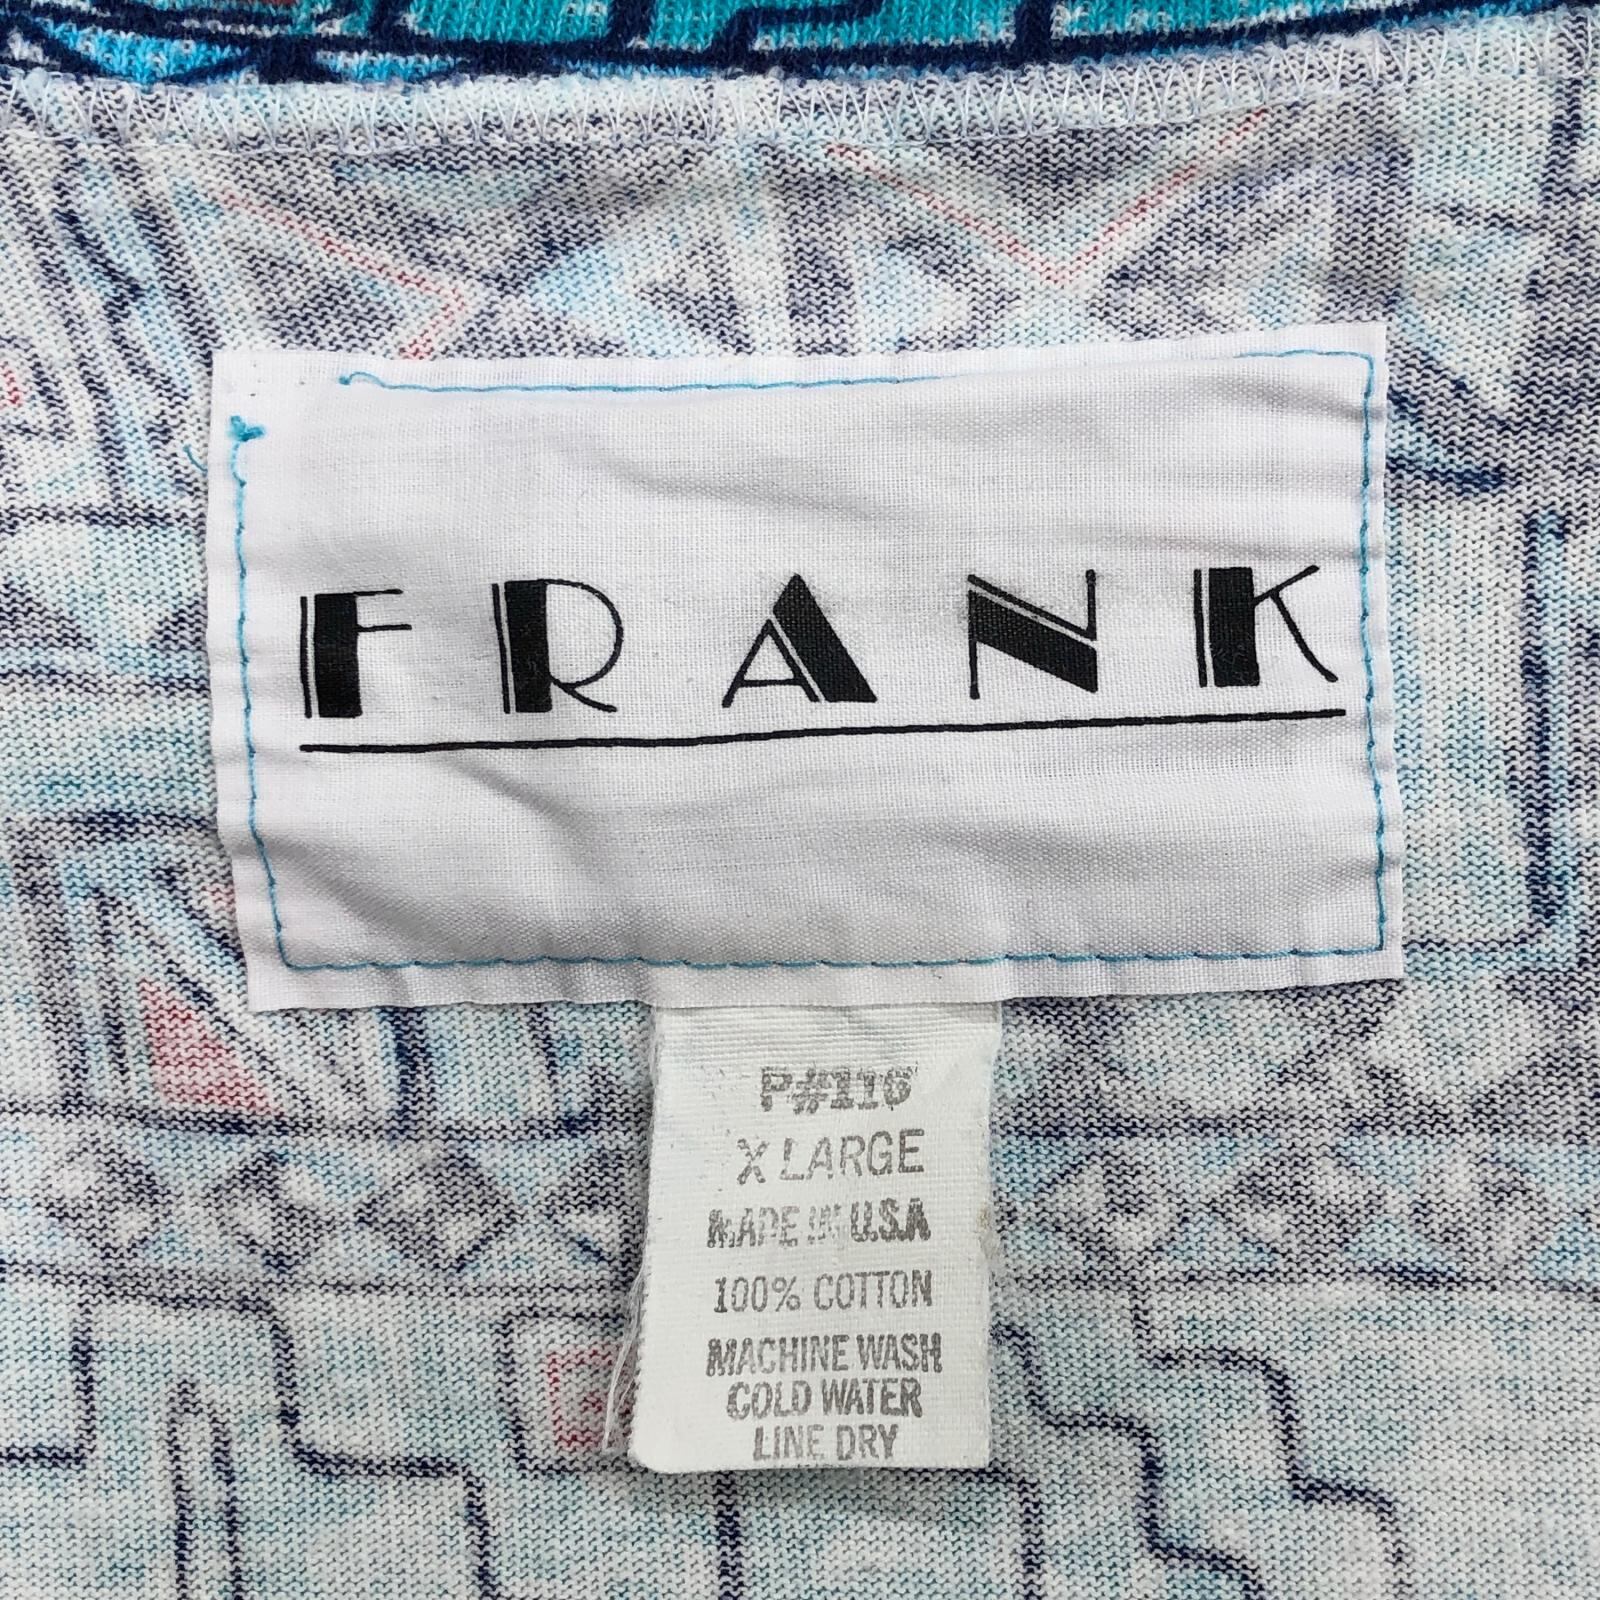 FRANK
P#116
X LARGE
MADE IN U.S.A
100% COTTON
MACHINE WASH
COLD WATER
LINE DRY